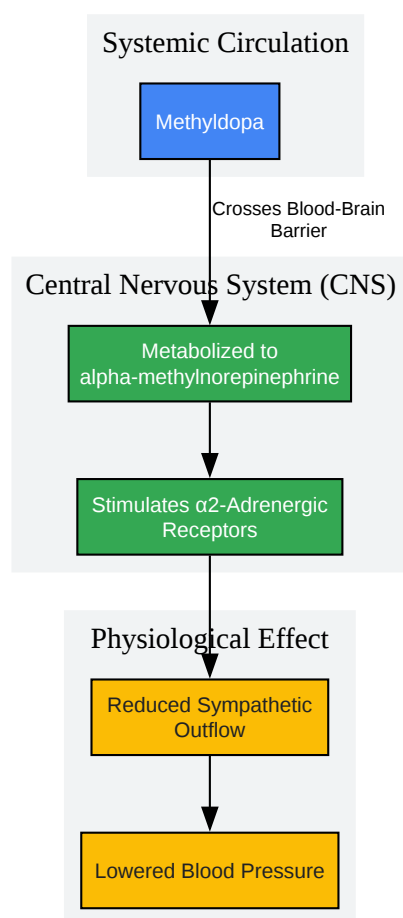 Systemic Circulation
Methyldopa
Crosses Blood-Brain
Barrier
Central Nervous System (CNS)
Metabolized to
alpha-methylnorepinephrine
Stimulates α2-Adrenergic
Receptors
Physiological Effect
Reduced Sympathetic
Outflow
Lowered Blood Pressure